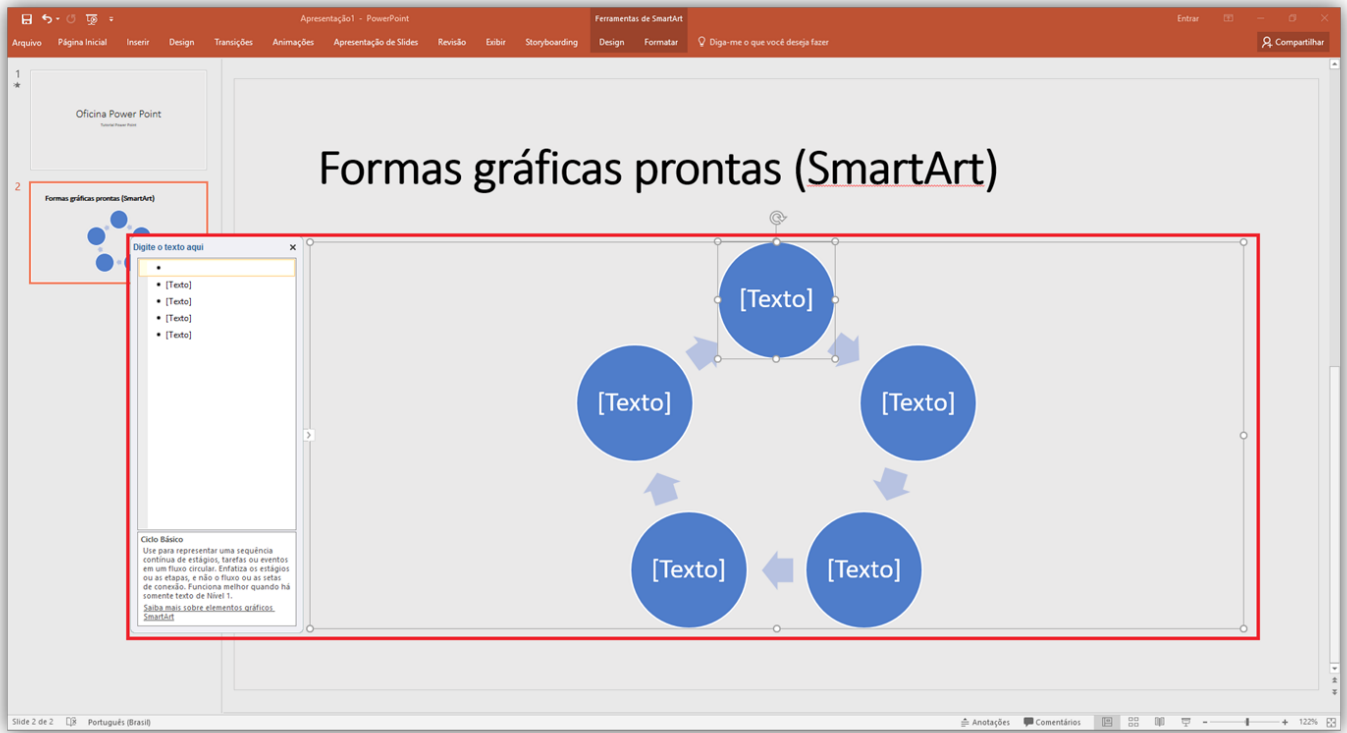 Apresentação1 - PowerPoint
Ferramentas de SmartArt
Entrar
Arquivo Página Inicial Inserir Design Transições Animações Apresentação de Slides Revisão Exibir Storyboarding Design Formatar Diga-me o que você deseja fazer Compartilhar
1
Oficina Power Point
Tutorial Power Point
2
Formas gráficas prontas (SmartArt)
Formas gráficas prontas (SmartArt)
Digite o texto aqui
[Texto]
[Texto]
[Texto]
[Texto]
Ciclo Básico
Use para representar uma sequência
contínua de estágios, tarefas ou eventos
em um fluxo circular. Enfatiza os estágios
ou as etapas, e não o fluxo ou as setas
de conexão. Funciona melhor quando há
somente texto de Nível 1.
Saiba mais sobre elementos gráficos
SmartArt
[Texto]
[Texto]
[Texto]
[Texto]
[Texto]
Slide 2 de 2 Português (Brasil) Anotações Comentários 122%